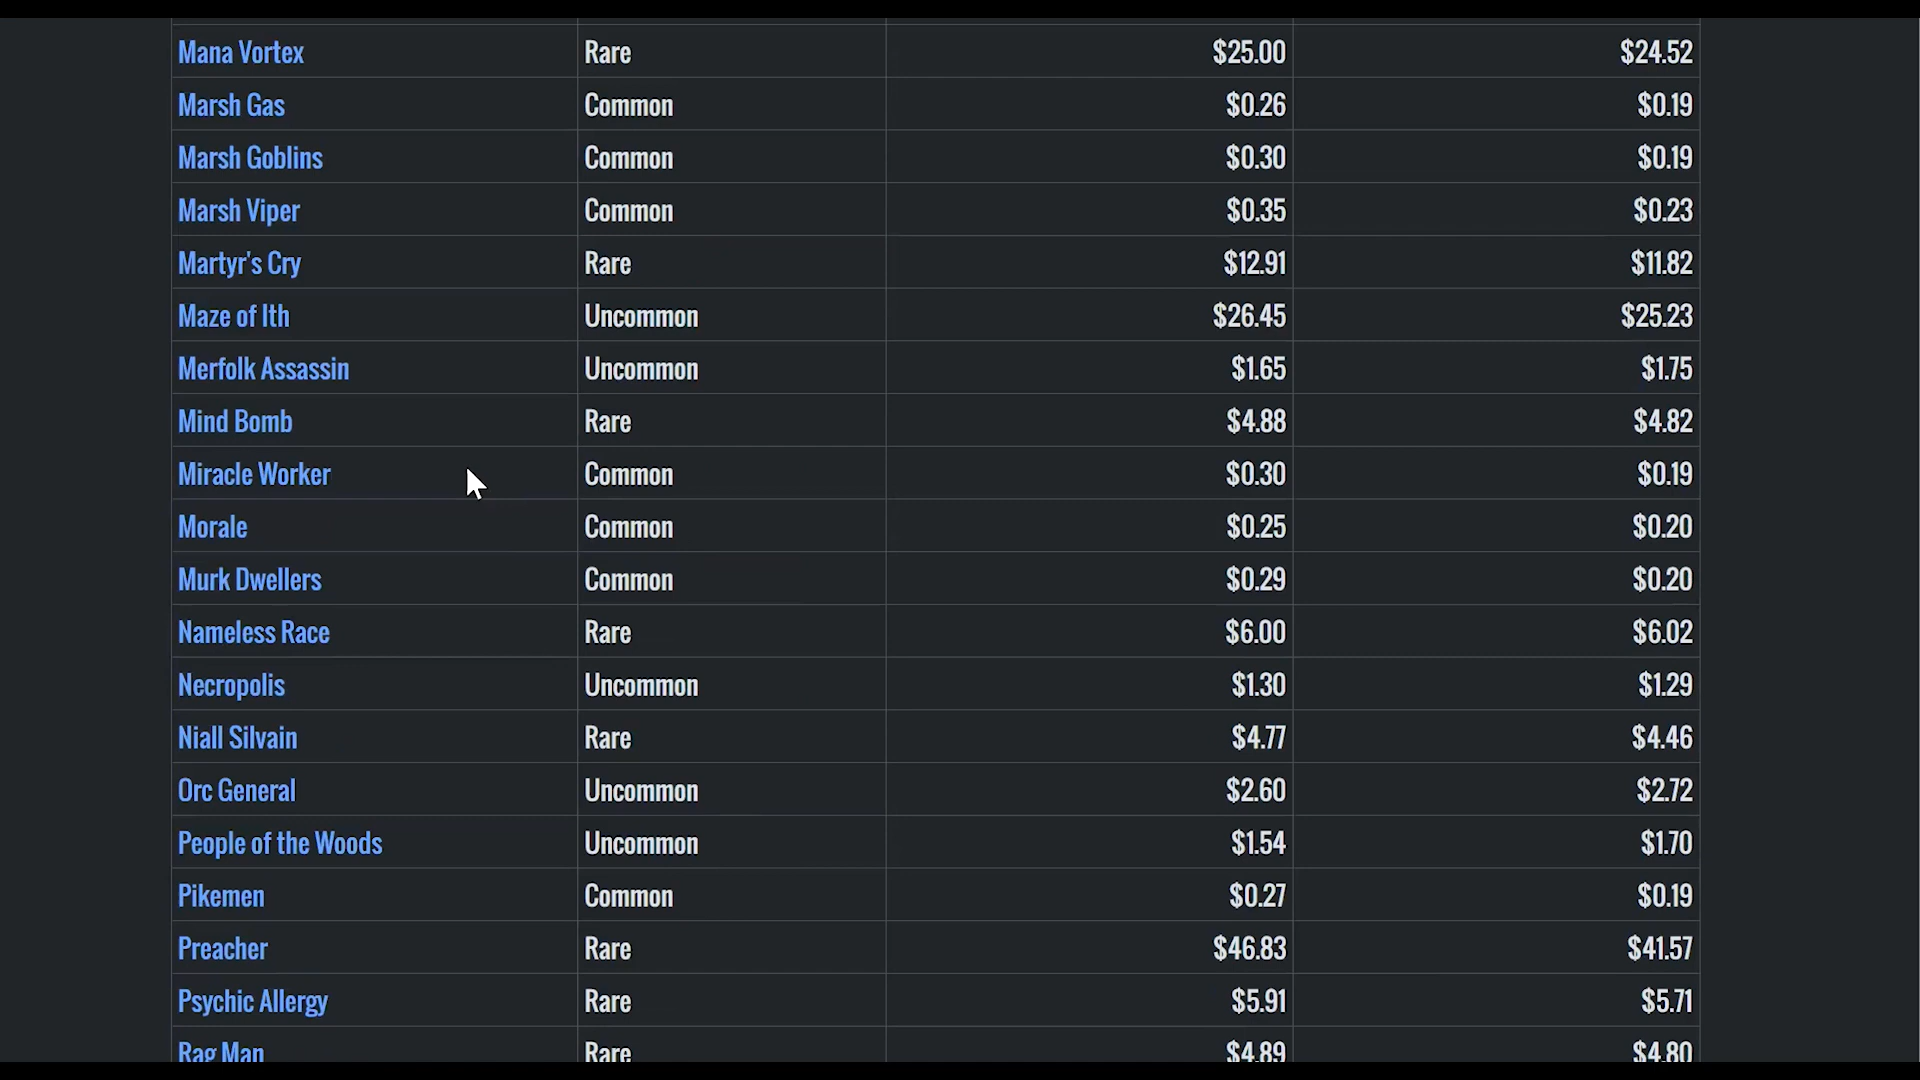 Mana Vortex Rare $25.00 $24.52
Marsh Gas Common $0.26 $0.19
Marsh Goblins Common $0.30 $0.19
Marsh Viper Common $0.35 $0.23
Martyr's Cry Rare $12.91 $11.82
Maze of Ith Uncommon $26.45 $25.23
Merfolk Assassin Uncommon $1.65 $1.75
Mind Bomb Rare $4.88 $4.82
Miracle Worker Common $0.30 $0.19
Morale Common $0.25 $0.20
Murk Dwellers Common $0.29 $0.20
Nameless Race Rare $6.00 $6.02
Necropolis Uncommon $1.30 $1.29
Niall Silvain Rare $4.77 $4.46
Orc General Uncommon $2.60 $2.72
People of the Woods Uncommon $1.54 $1.70
Pikemen Common $0.27 $0.19
Preacher Rare $46.83 $41.57
Psychic Allergy Rare $5.91 $5.71
Rag Man Rare $4.89 $4.80